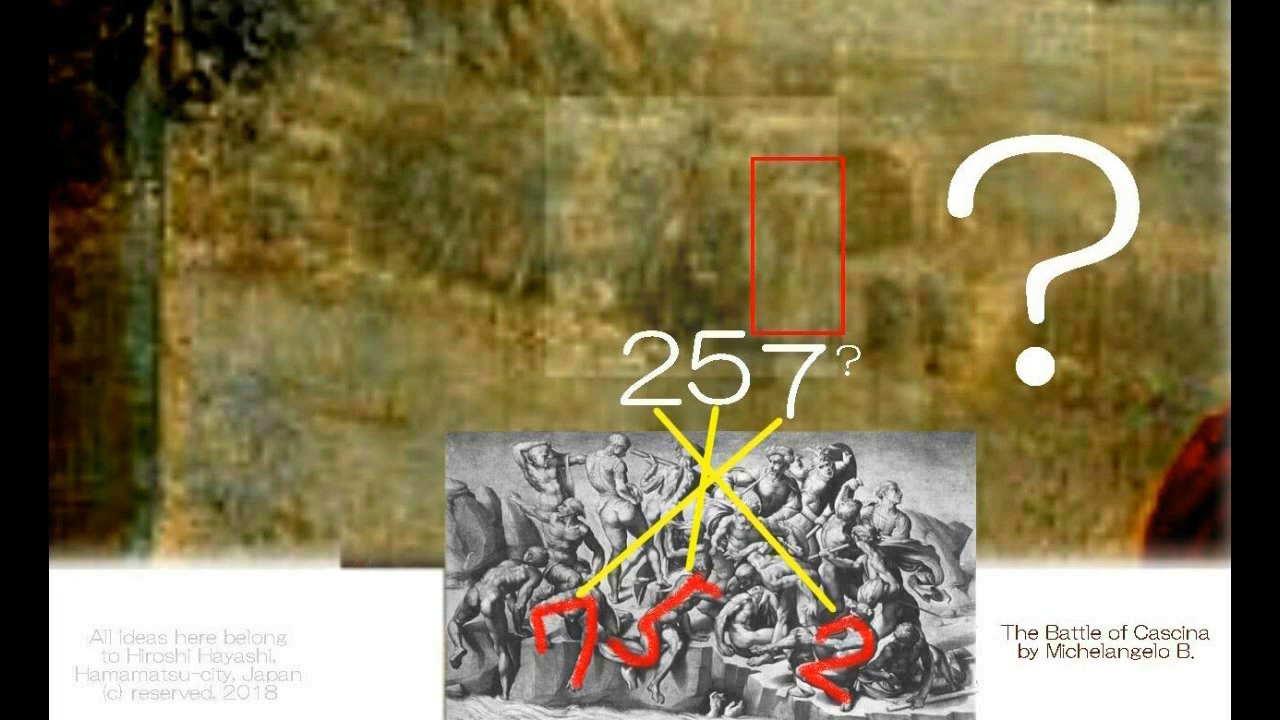 ?
257?
752
All ideas here belong
to Hiroshi Hayashi,
Hamamatsu-city, Japan
(c) reserved, 2018
The Battle of Cascina
by Michelangelo B.